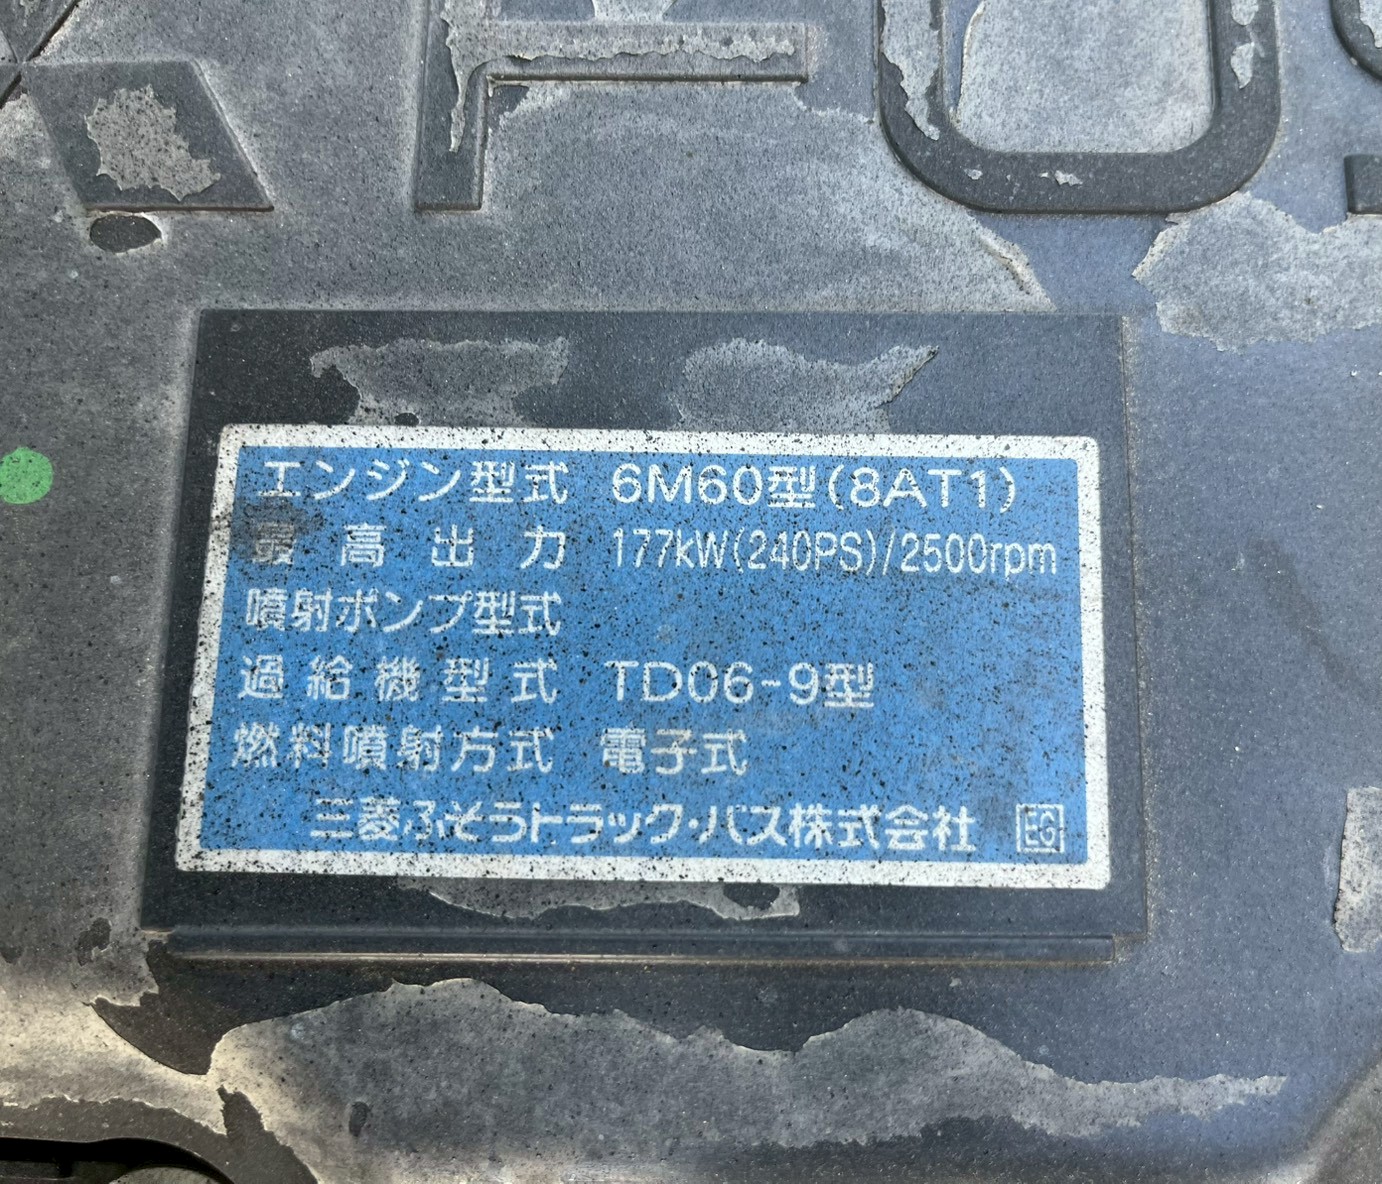 エンジン型式 6M60型(8AT1)
最高出力 177kW(240PS)/2500rpm
噴射ポンプ型式
過給機型式 TD06-9型
燃料噴射方式 電子式
三菱ふそうトラック・バス株式会社 EG